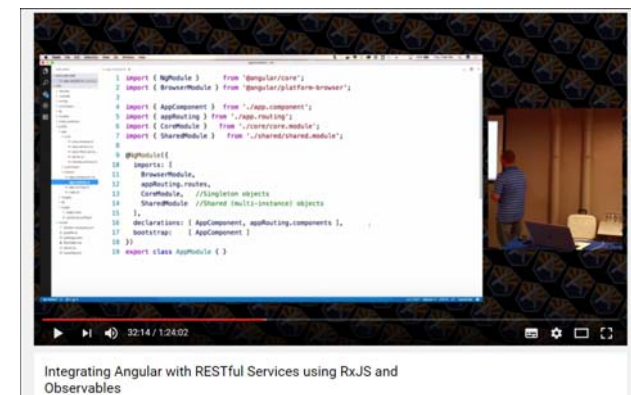 1 import { NgModule } from '@angular/core';
2 import { BrowserModule } from '@angular/platform-browser';
3
4 import { AppComponent } from './app.component';
5 import { appRouting } from './app.routing';
6 import { CoreModule } from './core/core.module';
7 import { SharedModule } from './shared/shared.module';
8
9 @NgModule({
10 imports: [
11 BrowserModule,
12 appRouting.routes,
13 CoreModule, //Singleton objects
14 SharedModule //Shared (multi-instance) objects
15 ],
16 declarations: [ AppComponent, appRouting.components ],
17 bootstrap: [ AppComponent ]
18 })
19 export class AppModule { }
32:14 / 1:24:02
Integrating Angular with RESTful Services using RxJS and
Observables